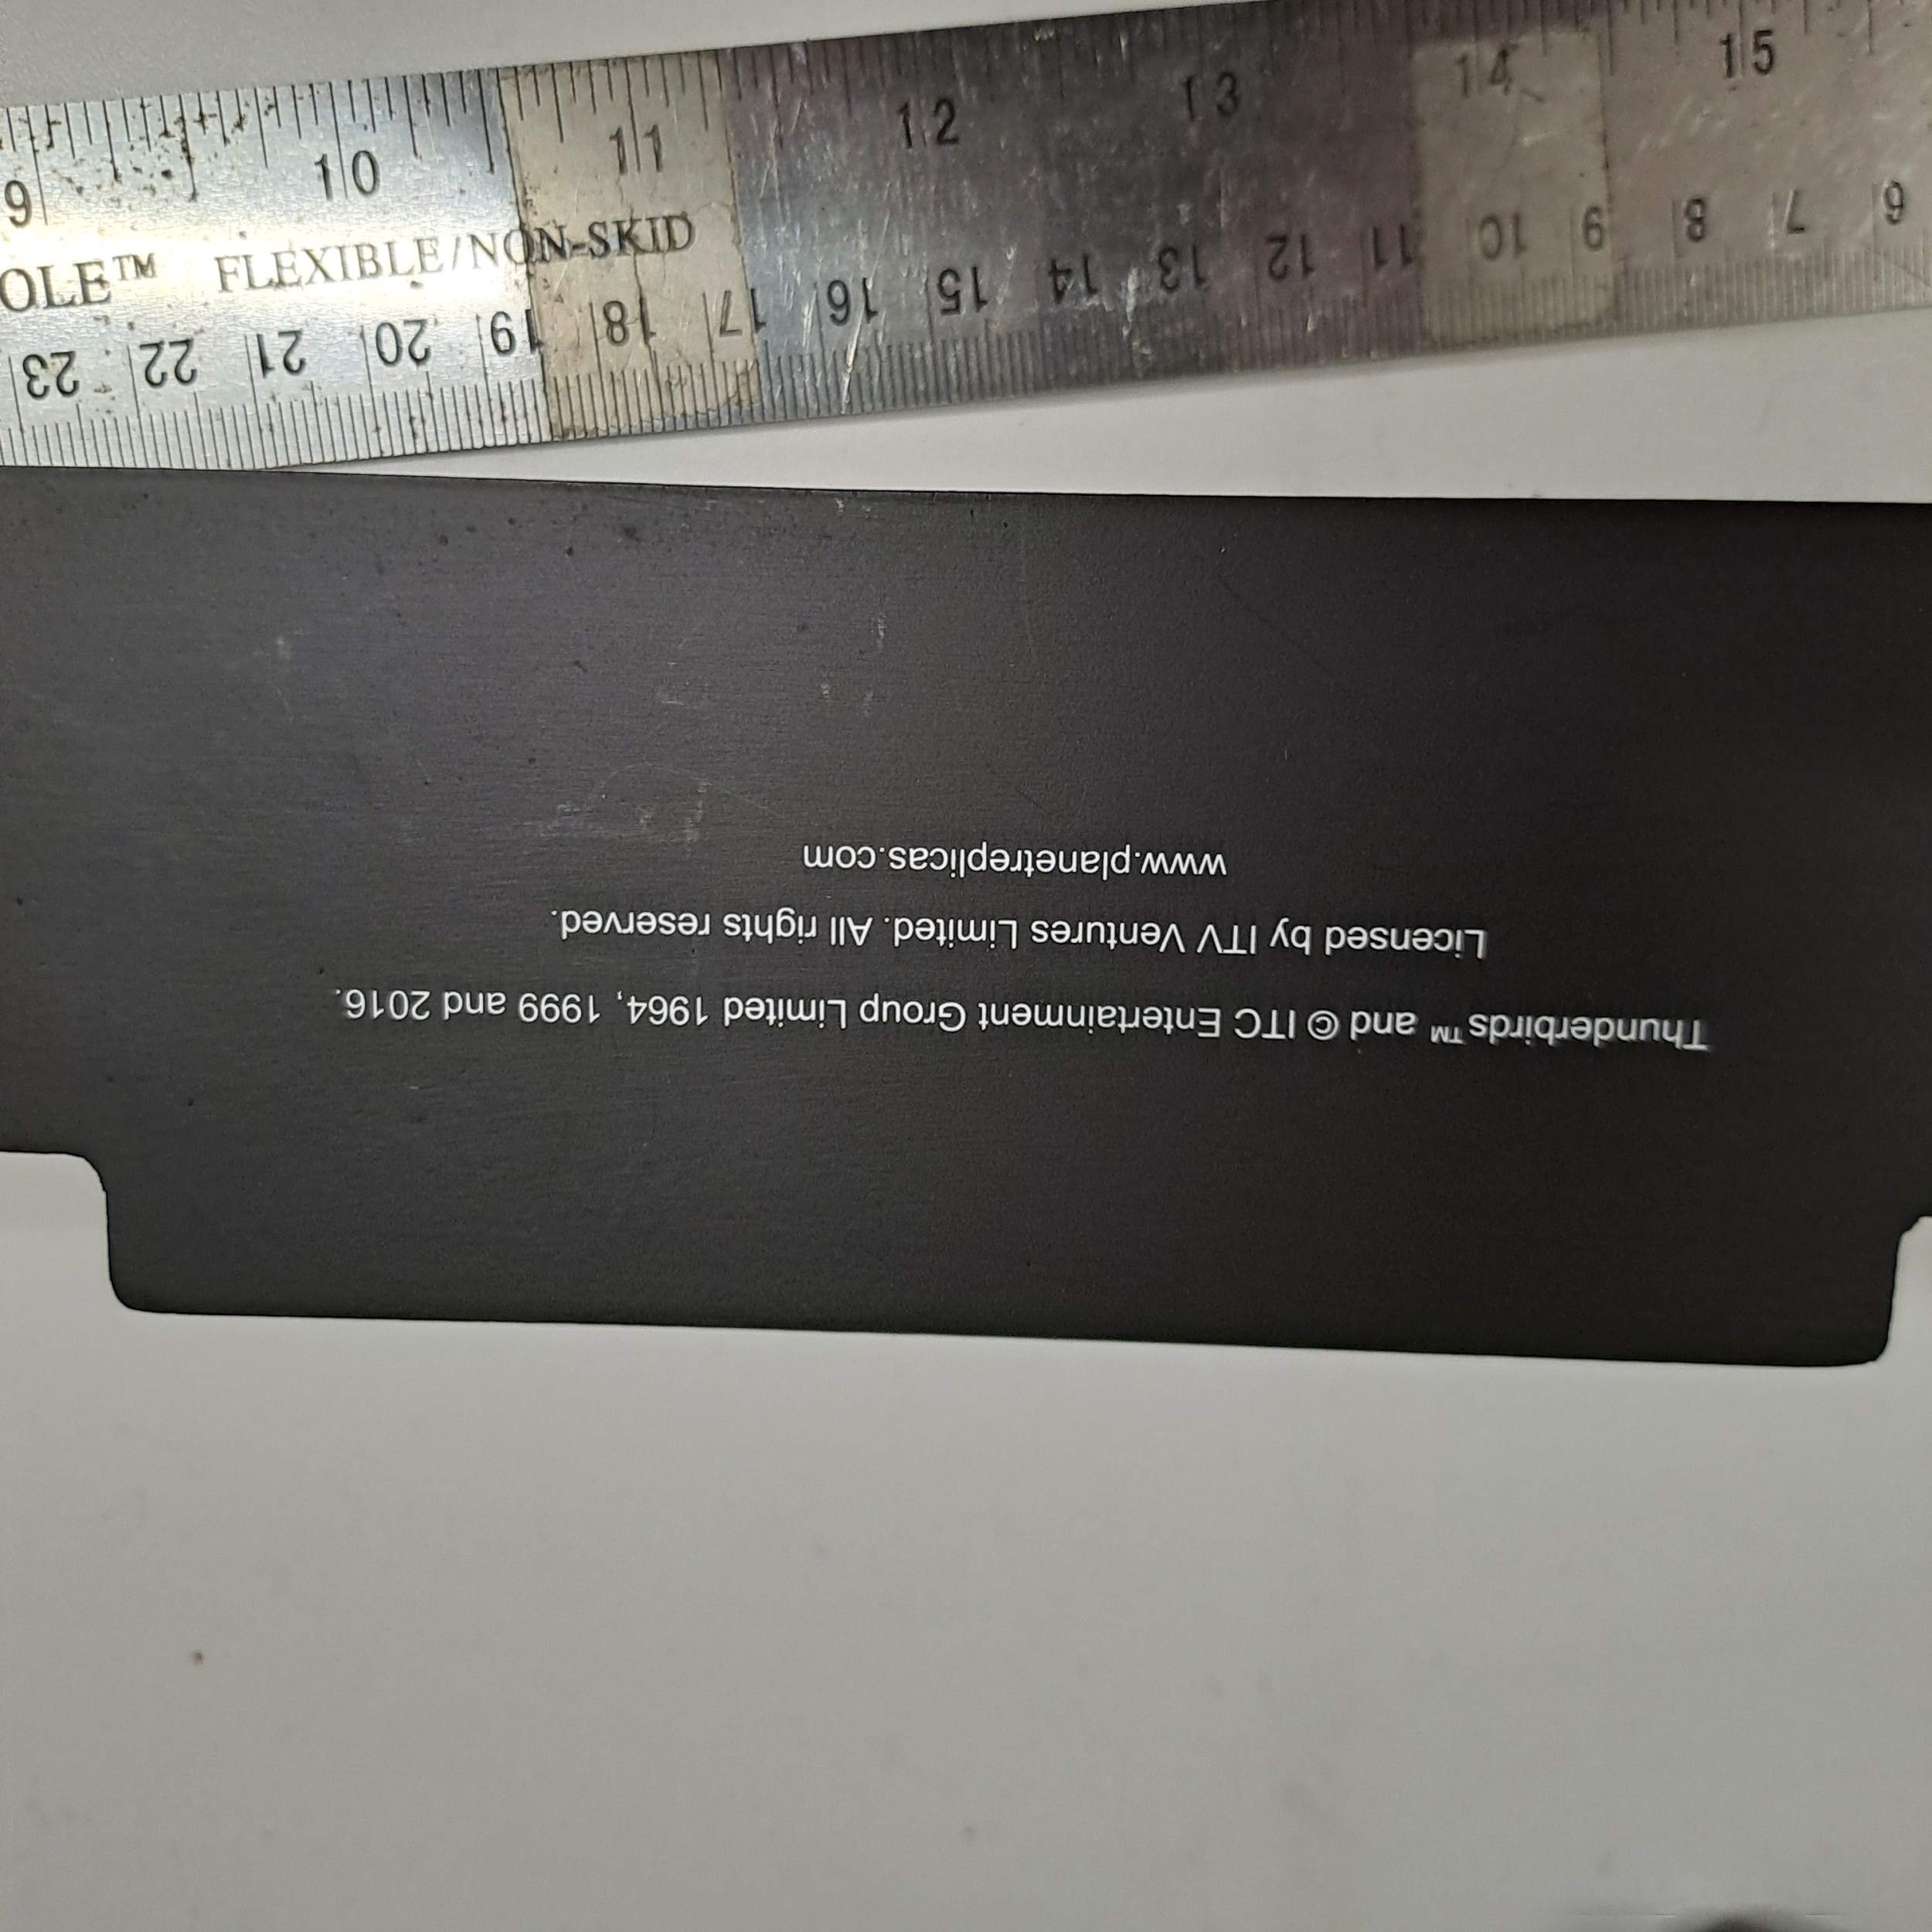 9 10 11 12 13 14 15
OLE™ FLEXIBLE/NON-SKID
23 22 21 20 19 18 17 16 15 14 13 12 11 10 9 8 7 6
Thunderbirds™ and © ITC Entertainment Group Limited 1964, 1999 and 2016.
Licensed by ITV Ventures Limited. All rights reserved.
www.planetreplicas.com